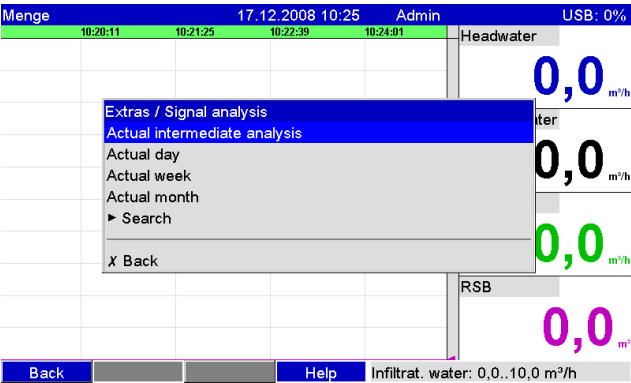 Menge 17.12.2008 10:25 Admin USB: 0%
10:20:11 10:21:25 10:22:39 10:24:01
Headwater
0,0 m³/h
Extras / Signal analysis
Actual intermediate analysis
Actual day
Actual week
Actual month
► Search
✗ Back
0,0 m³/h
0,0 m³/h
RSB
0,0 m³
Back Help Infiltrat. water: 0,0..10,0 m³/h